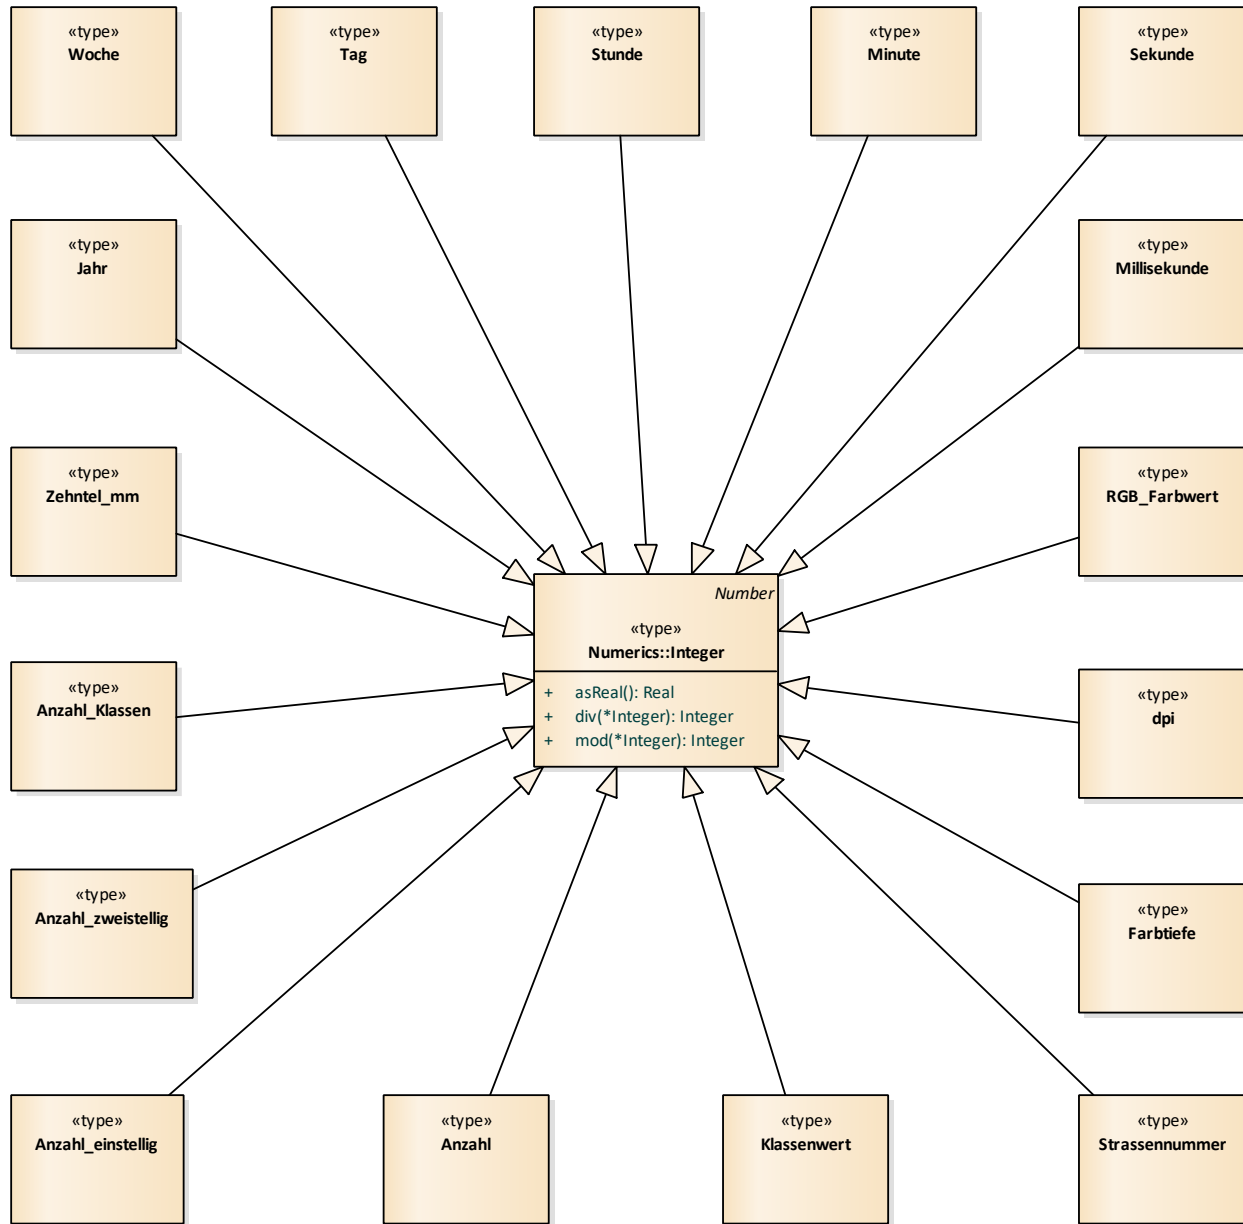 «type»
Woche
«type»
Tag
«type»
Stunde
«type»
Minute
«type»
Sekunde
«type»
Jahr
«type»
Millisekunde
«type»
Zehntel_mm
«type»
RGB_Farbwert
Number
«type»
Numerics::Integer
+ asReal(): Real
+ div(*Integer): Integer
+ mod(*Integer): Integer
«type»
Anzahl_Klassen
«type»
dpi
«type»
Anzahl_zweistellig
«type»
Farbtiefe
«type»
Anzahl_einstellig
«type»
Anzahl
«type»
Klassenwert
«type»
Strassennummer